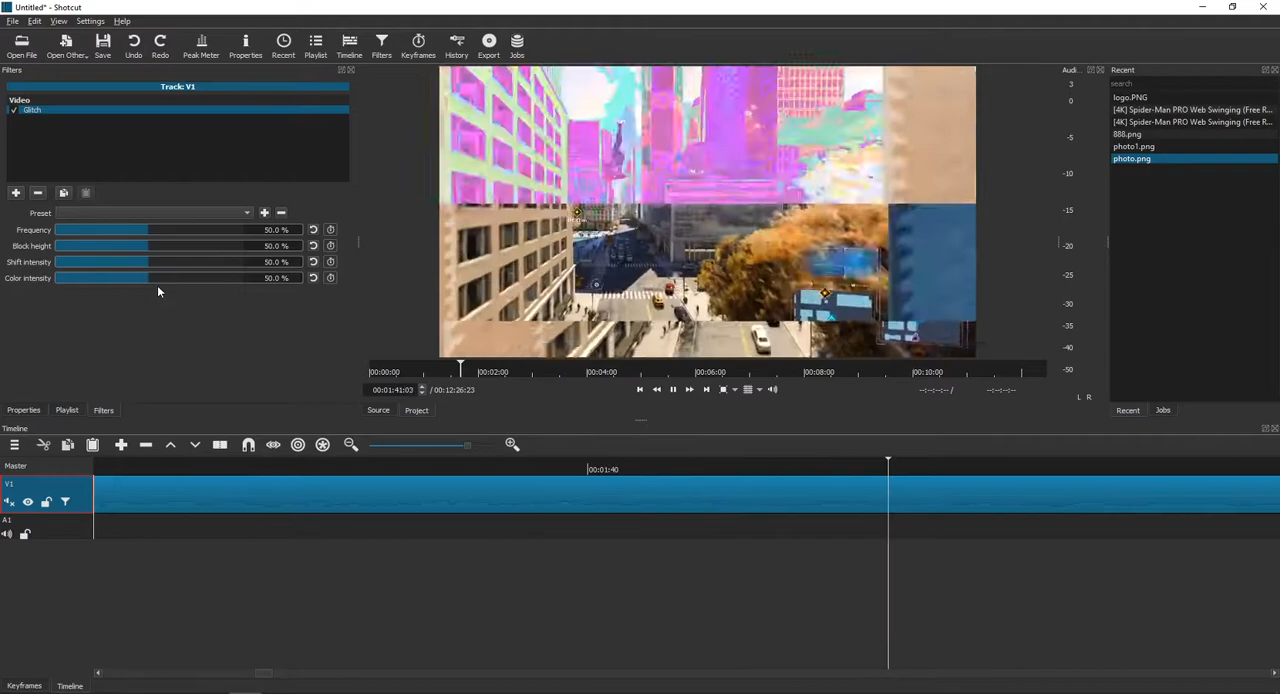 Untitled* - Shotcut
File Edit View Settings Help
Open File Open Other.. Save Undo Redo Peak Meter Properties Recent Playlist Timeline Filters Keyframes History Export Jobs
Filters
Track: V1
Video
Glitch
Preset
Frequency 50.0 %
Block height 50.0 %
Shift intensity 50.0 %
Color intensity 50.0 %
Properties Playlist Filters
|00:00:00 |00:02:00 |00:04:00 |00:06:00 |00:08:00 |00:10:00
00:01:41:03 / 00:12:26:23
--:--:--:-- / --:--:--:--
Source Project
Audi...
3
0
-5
-10
-15
-20
-25
-30
-35
-40
-50
L R
Recent
search
logo.PNG
[4K] Spider-Man PRO Web Swinging (Free R...
[4K] Spider-Man PRO Web Swinging (Free R...
888.png
photo1.png
photo.png
Recent Jobs
Timeline
Master
|00:01:40
V1
A1
Keyframes Timeline